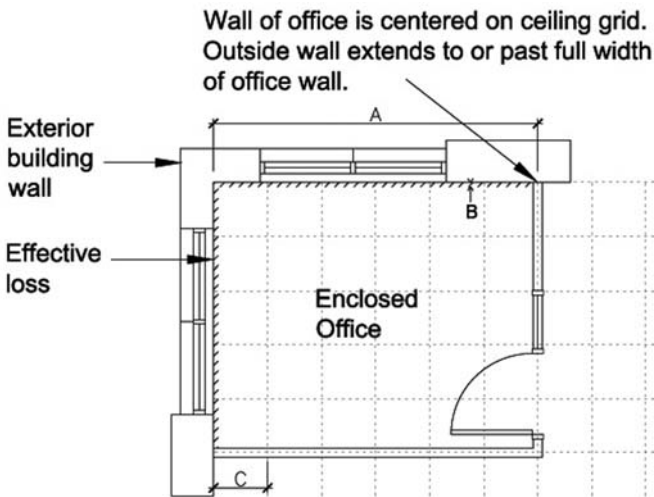 Wall of office is centered on ceiling grid.
Outside wall extends to or past full width
of office wall.
A
Exterior
building
wall
B
Effective
loss
Enclosed
Office
C